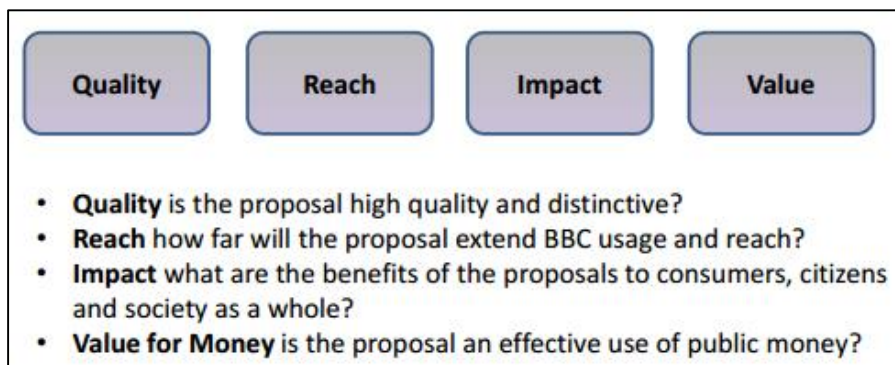 Quality Reach Impact Value
• Quality is the proposal high quality and distinctive?
• Reach how far will the proposal extend BBC usage and reach?
• Impact what are the benefits of the proposals to consumers, citizens
and society as a whole?
• Value for Money is the proposal an effective use of public money?